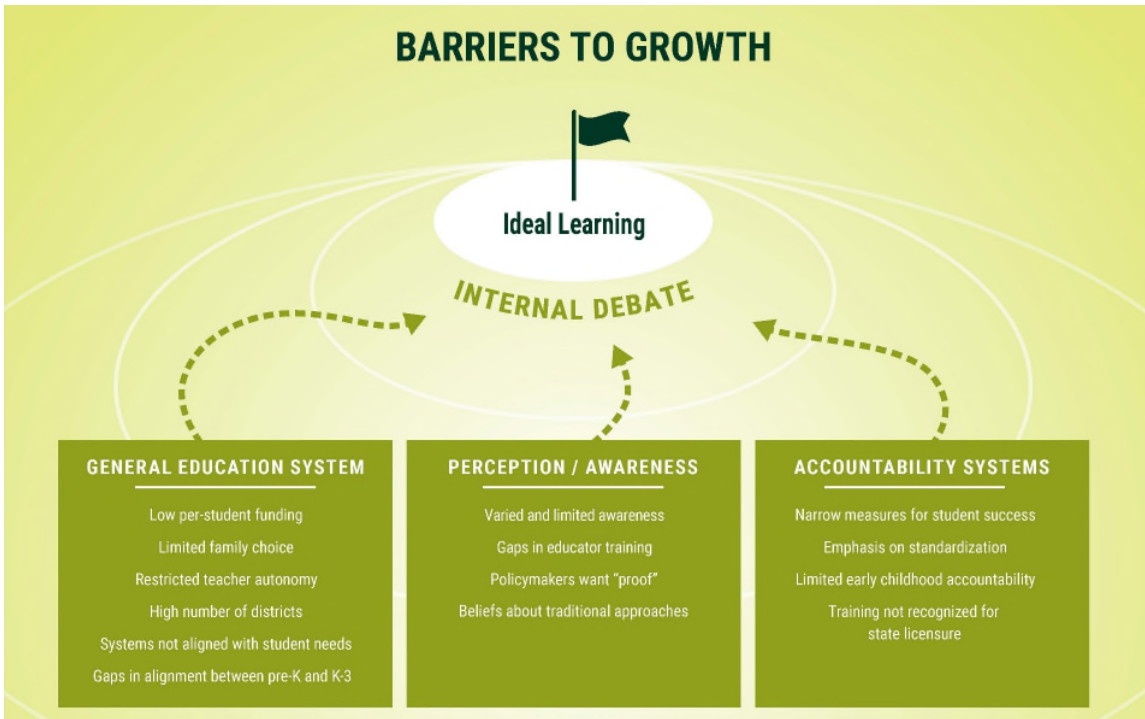 BARRIERS TO GROWTH
Ideal Learning
INTERNAL DEBATE
GENERAL EDUCATION SYSTEM
Low per-student funding
Limited family choice
Restricted teacher autonomy
High number of districts
Systems not aligned with student needs
Gaps in alignment between pre-K and K-3
PERCEPTION / AWARENESS
Varied and limited awareness
Gaps in educator training
Policymakers want “proof”
Beliefs about traditional approaches
ACCOUNTABILITY SYSTEMS
Narrow measures for student success
Emphasis on standardization
Limited early childhood accountability
Training not recognized for
state licensure